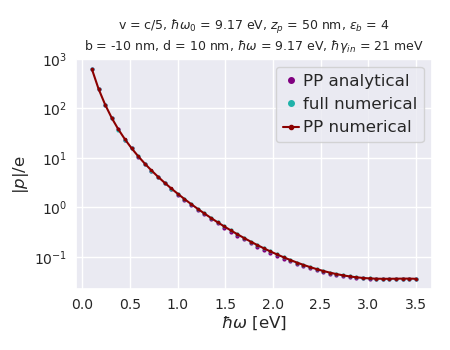 v = c/5, ℏω₀ = 9.17 eV, zₚ = 50 nm, ε_b = 4
b = -10 nm, d = 10 nm, ℏω = 9.17 eV, ℏγ_in = 21 meV
PP analytical
full numerical
PP numerical
|p|/e
10³
10²
10¹
10⁰
10⁻¹
0.0 0.5 1.0 1.5 2.0 2.5 3.0 3.5
ℏω [eV]